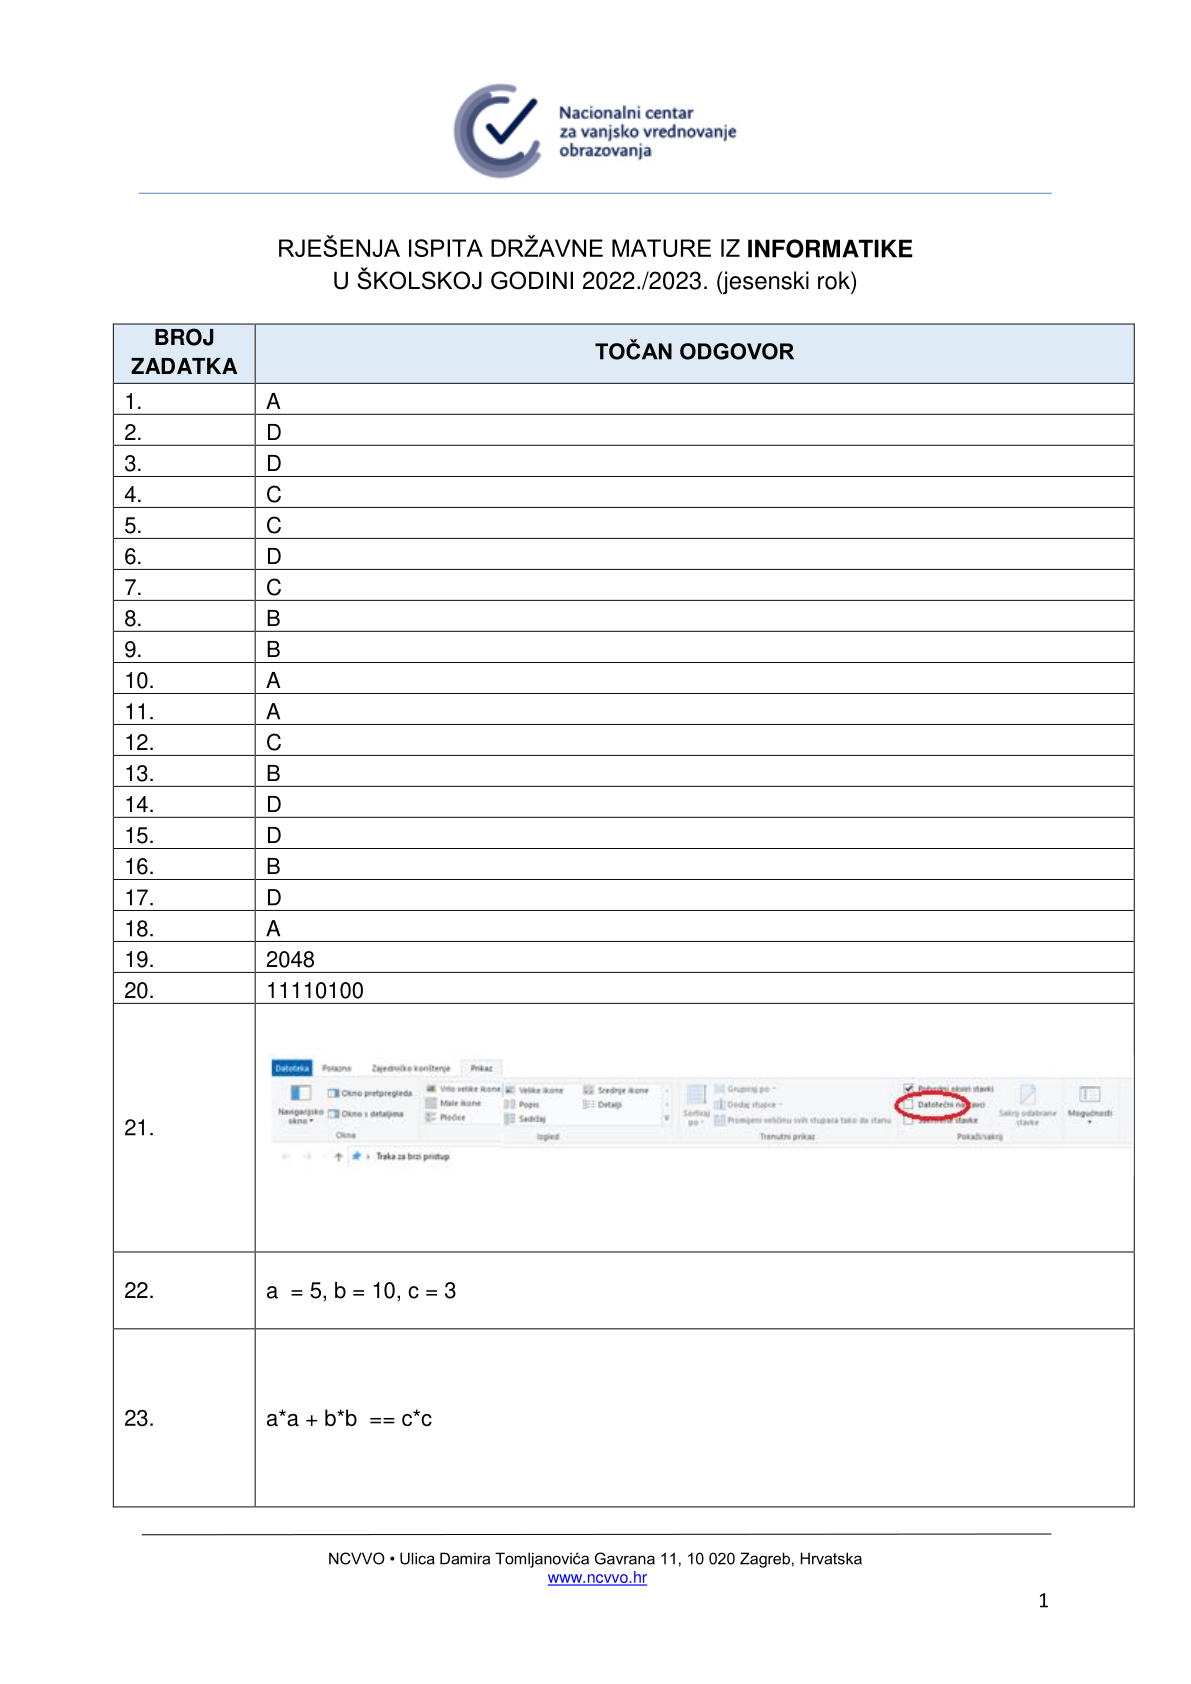 Nacionalni centar
za vanjsko vrednovanje
obrazovanja
RJEŠENJA ISPITA DRŽAVNE MATURE IZ INFORMATIKE
U ŠKOLSKOJ GODINI 2022./2023. (jesenski rok)
BROJ ZADATKA TOČAN ODGOVOR
1. A
2. D
3. D
4. C
5. C
6. D
7. C
8. B
9. B
10. A
11. A
12. C
13. B
14. D
15. D
16. B
17. D
18. A
19. 2048
20. 11110100
21.
Datoteka Polazno Zajedničko korištenje Prikaz
Navigacijsko okno
Okno pretpregleda
Okno s detaljima
Okna
Vrlo velike ikone Velike ikone Srednje ikone
Male ikone Popis Detalji
Pločice Sadržaj
Izgled
Sortiraj po
Grupiraj po
Dodaj stupce
Promijeni veličinu svih stupaca tako da stanu
Trenutni prikaz
stavki
Datotečni
stavke
Sakrij odabrane stavke
Pokaži/sakrij
Mogućnosti
Traka za brzi pristup
22. a = 5, b = 10, c = 3
23. a*a + b*b == c*c
NCVVO • Ulica Damira Tomljanovića Gavrana 11, 10 020 Zagreb, Hrvatska
www.ncvvo.hr
1